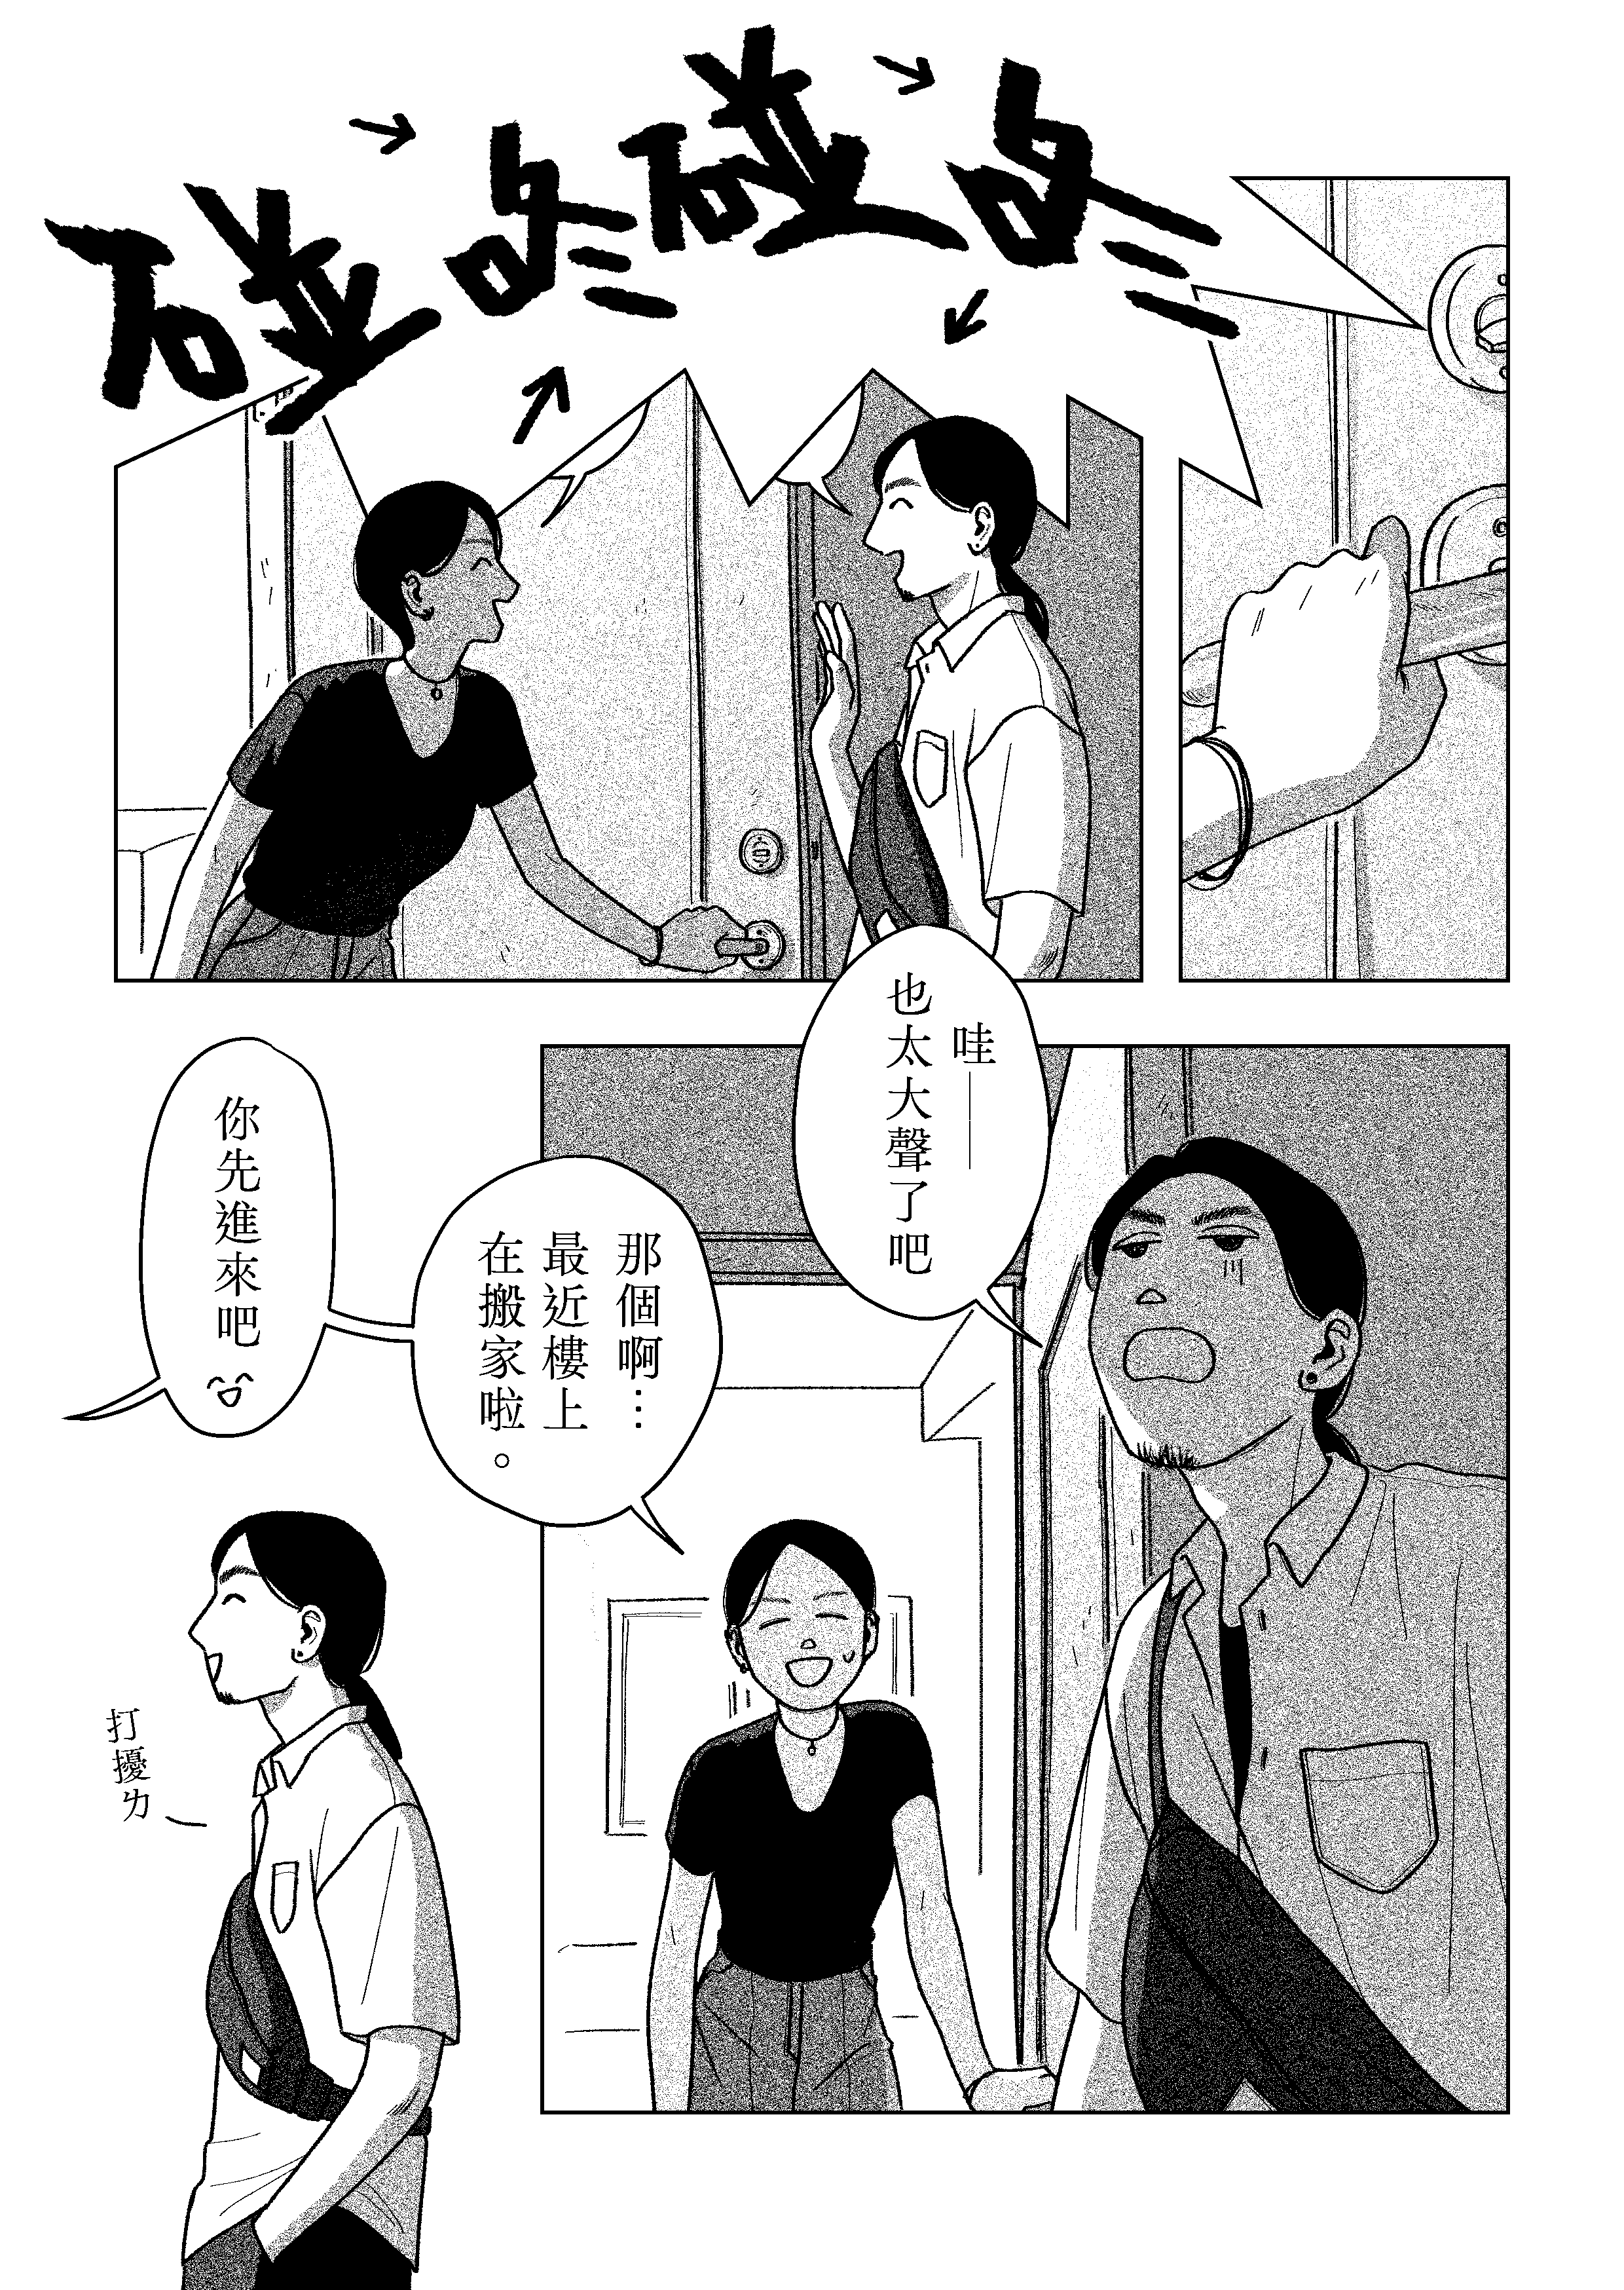 碰咚碰咚
哇——
也太大聲了吧
那個啊…
最近樓上
在搬家啦。
你先進來吧
打擾ㄌ